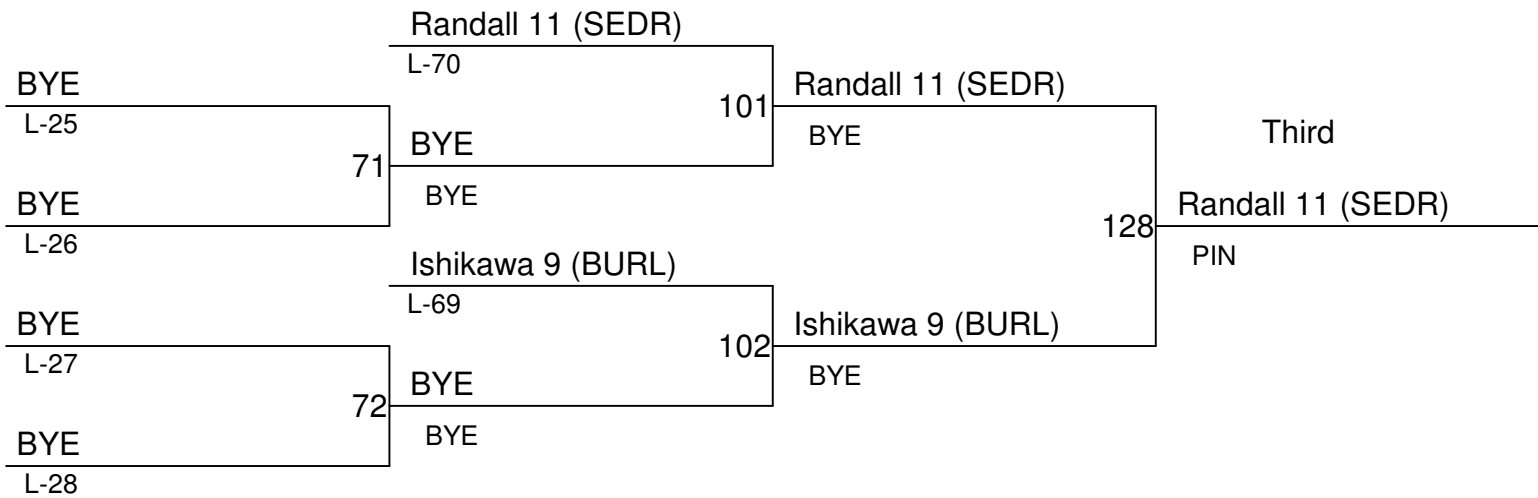 Randall 11 (SEDR)
L-70
BYE
L-25
101
Randall 11 (SEDR)
BYE
Third
71
BYE
BYE
BYE
L-26
128
Randall 11 (SEDR)
PIN
Ishikawa 9 (BURL)
L-69
BYE
L-27
102
Ishikawa 9 (BURL)
BYE
72
BYE
BYE
BYE
L-28